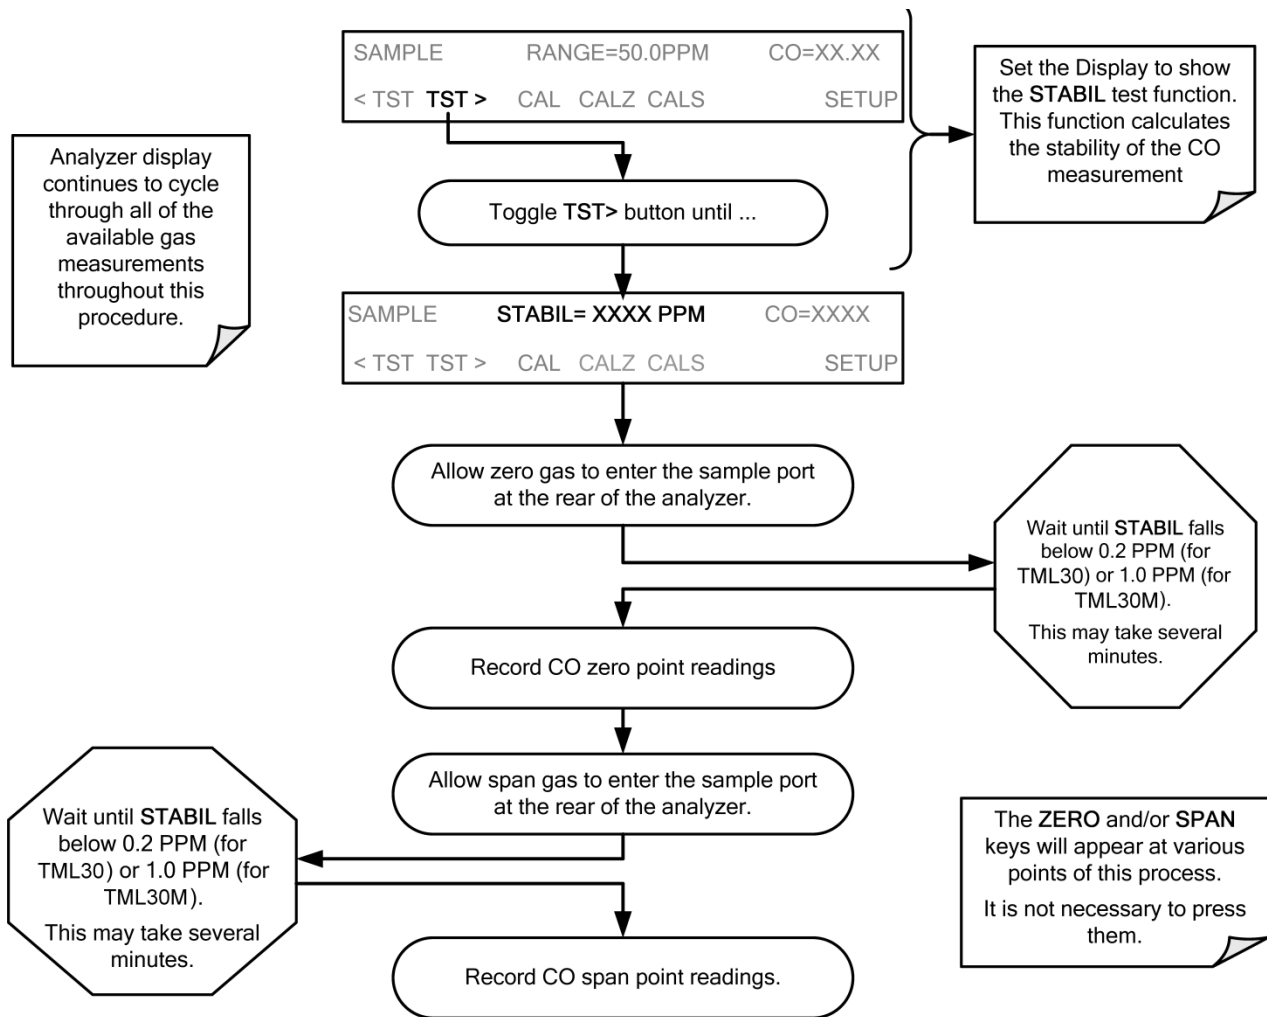 SAMPLE RANGE=50.0PPM CO=XX.XX
< TST TST > CAL CALZ CALS SETUP
Set the Display to show
the STABIL test function.
This function calculates
the stability of the CO
measurement
Analyzer display
continues to cycle
through all of the
available gas
measurements
throughout this
procedure.
Toggle TST> button until ...
SAMPLE STABIL= XXXX PPM CO=XXXX
< TST TST > CAL CALZ CALS SETUP
Allow zero gas to enter the sample port
at the rear of the analyzer.
Wait until STABIL falls
below 0.2 PPM (for
TML30) or 1.0 PPM (for
TML30M).
This may take several
minutes.
Record CO zero point readings
Allow span gas to enter the sample port
at the rear of the analyzer.
Wait until STABIL falls
below 0.2 PPM (for
TML30) or 1.0 PPM (for
TML30M).
This may take several
minutes.
The ZERO and/or SPAN
keys will appear at various
points of this process.
It is not necessary to press
them.
Record CO span point readings.